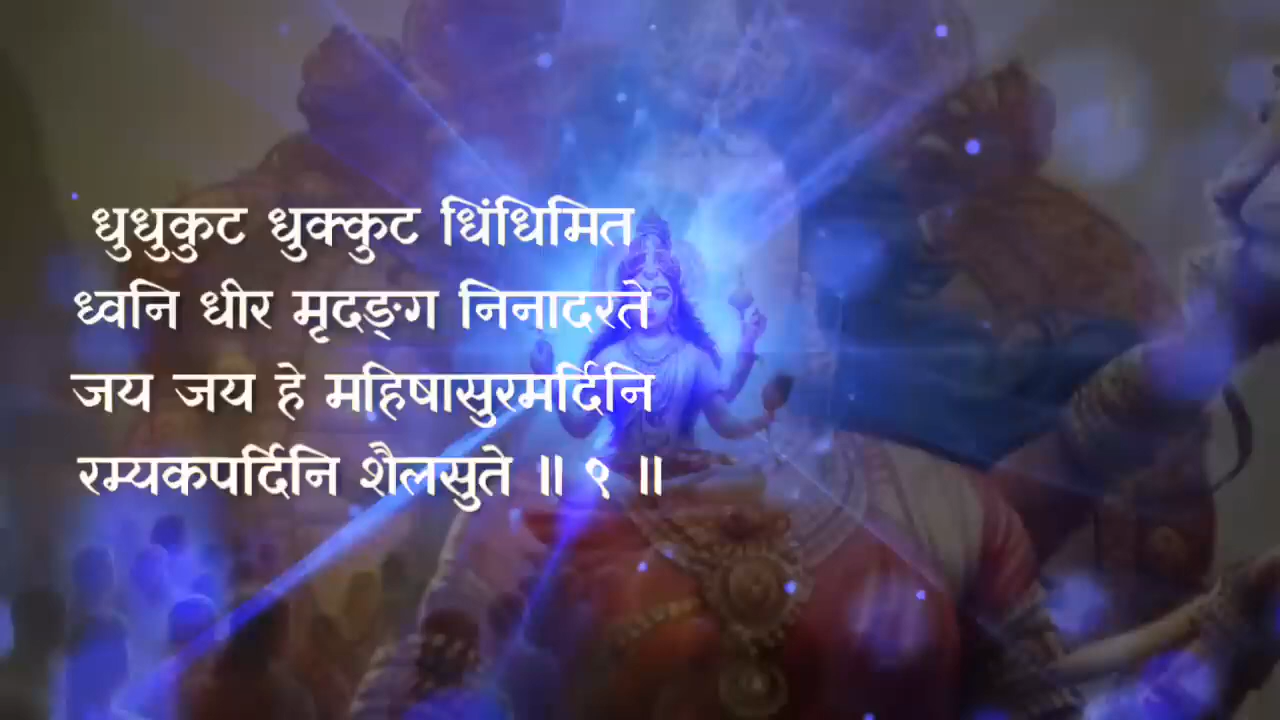 धुधुकुट धुक्कुट धिंधिमित
ध्वनि धीर मृदङ्ग निनादरते
जय जय हे महिषासुरमर्दिनि
रम्यकपर्दिनि शैलसुते ॥ ९ ॥